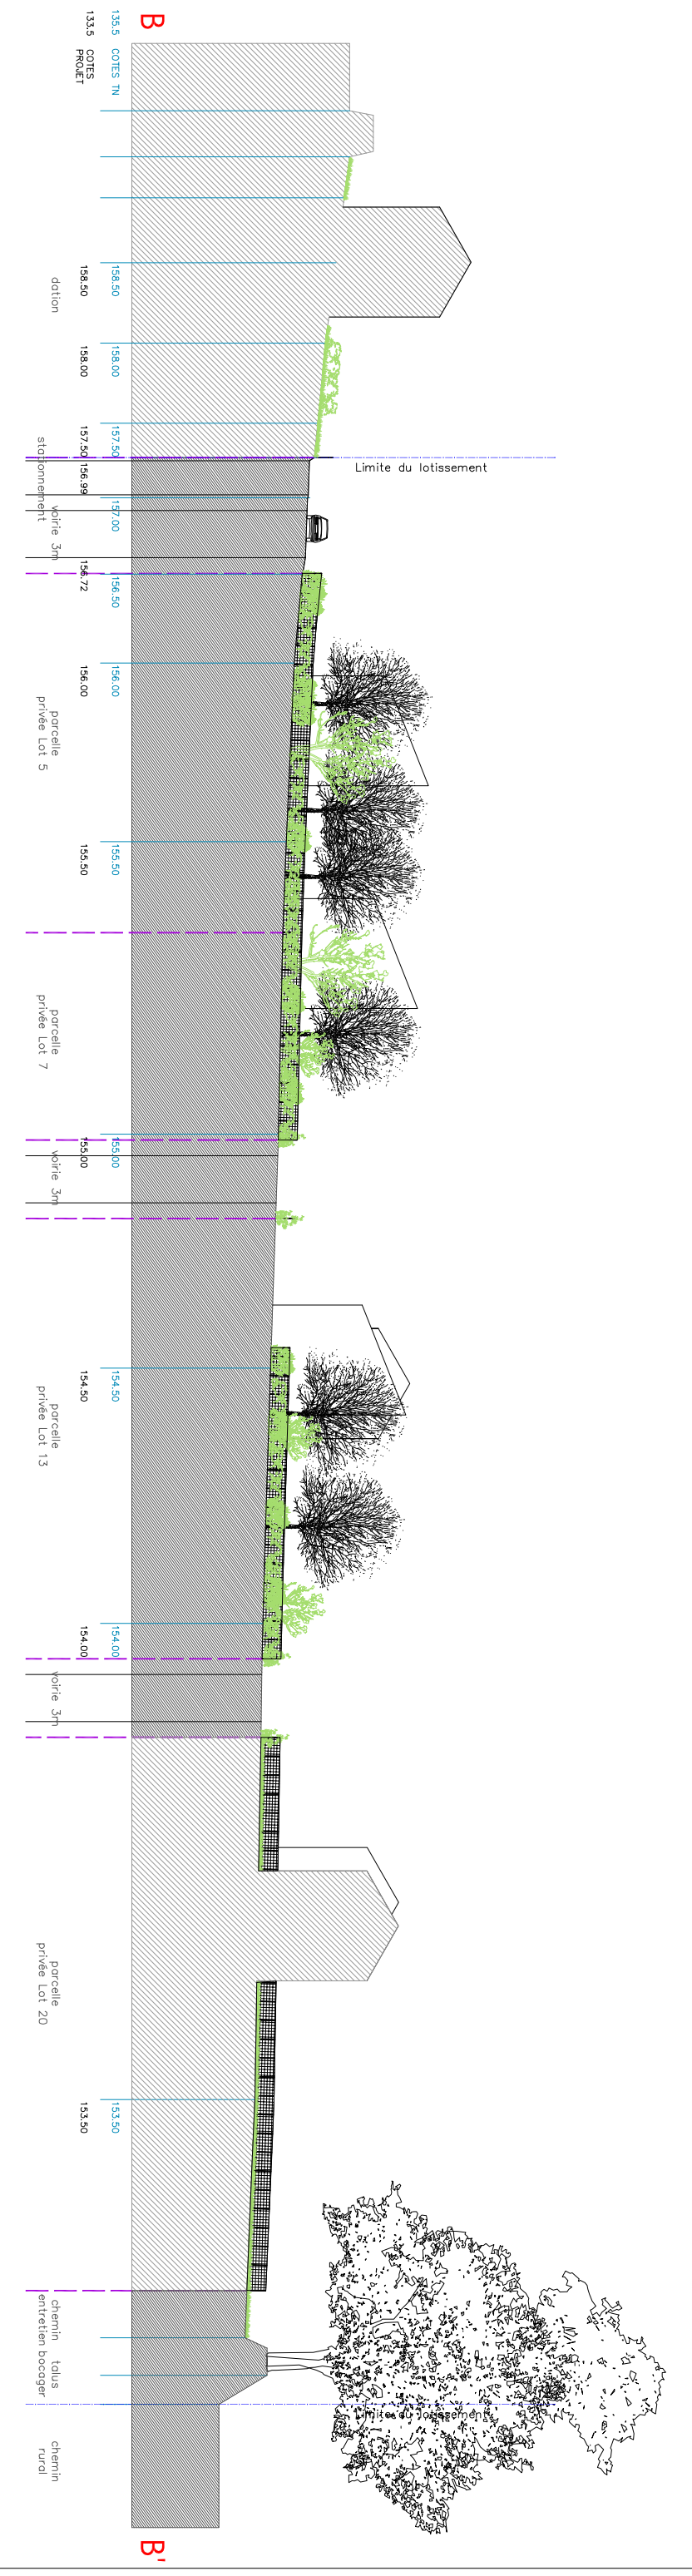 B
135.5 COTES TN
133.5 COTES
PROJET
158.50
158.50
dation
158.00
158.00
157.50
157.50
Limite du lotissement
156.99
stationnement
157.00
voirie 3m
156.72
156.50
156.00
156.00
parcelle
privée Lot 5
155.50
155.50
parcelle
privée Lot 7
155.00
155.00
voirie 3m
154.50
154.50
parcelle
privée Lot 13
154.00
154.00
voirie 3m
parcelle
privée Lot 20
153.50
153.50
chemin
entretien
talus
bocager
Limite du lotissement
chemin
rural
B'